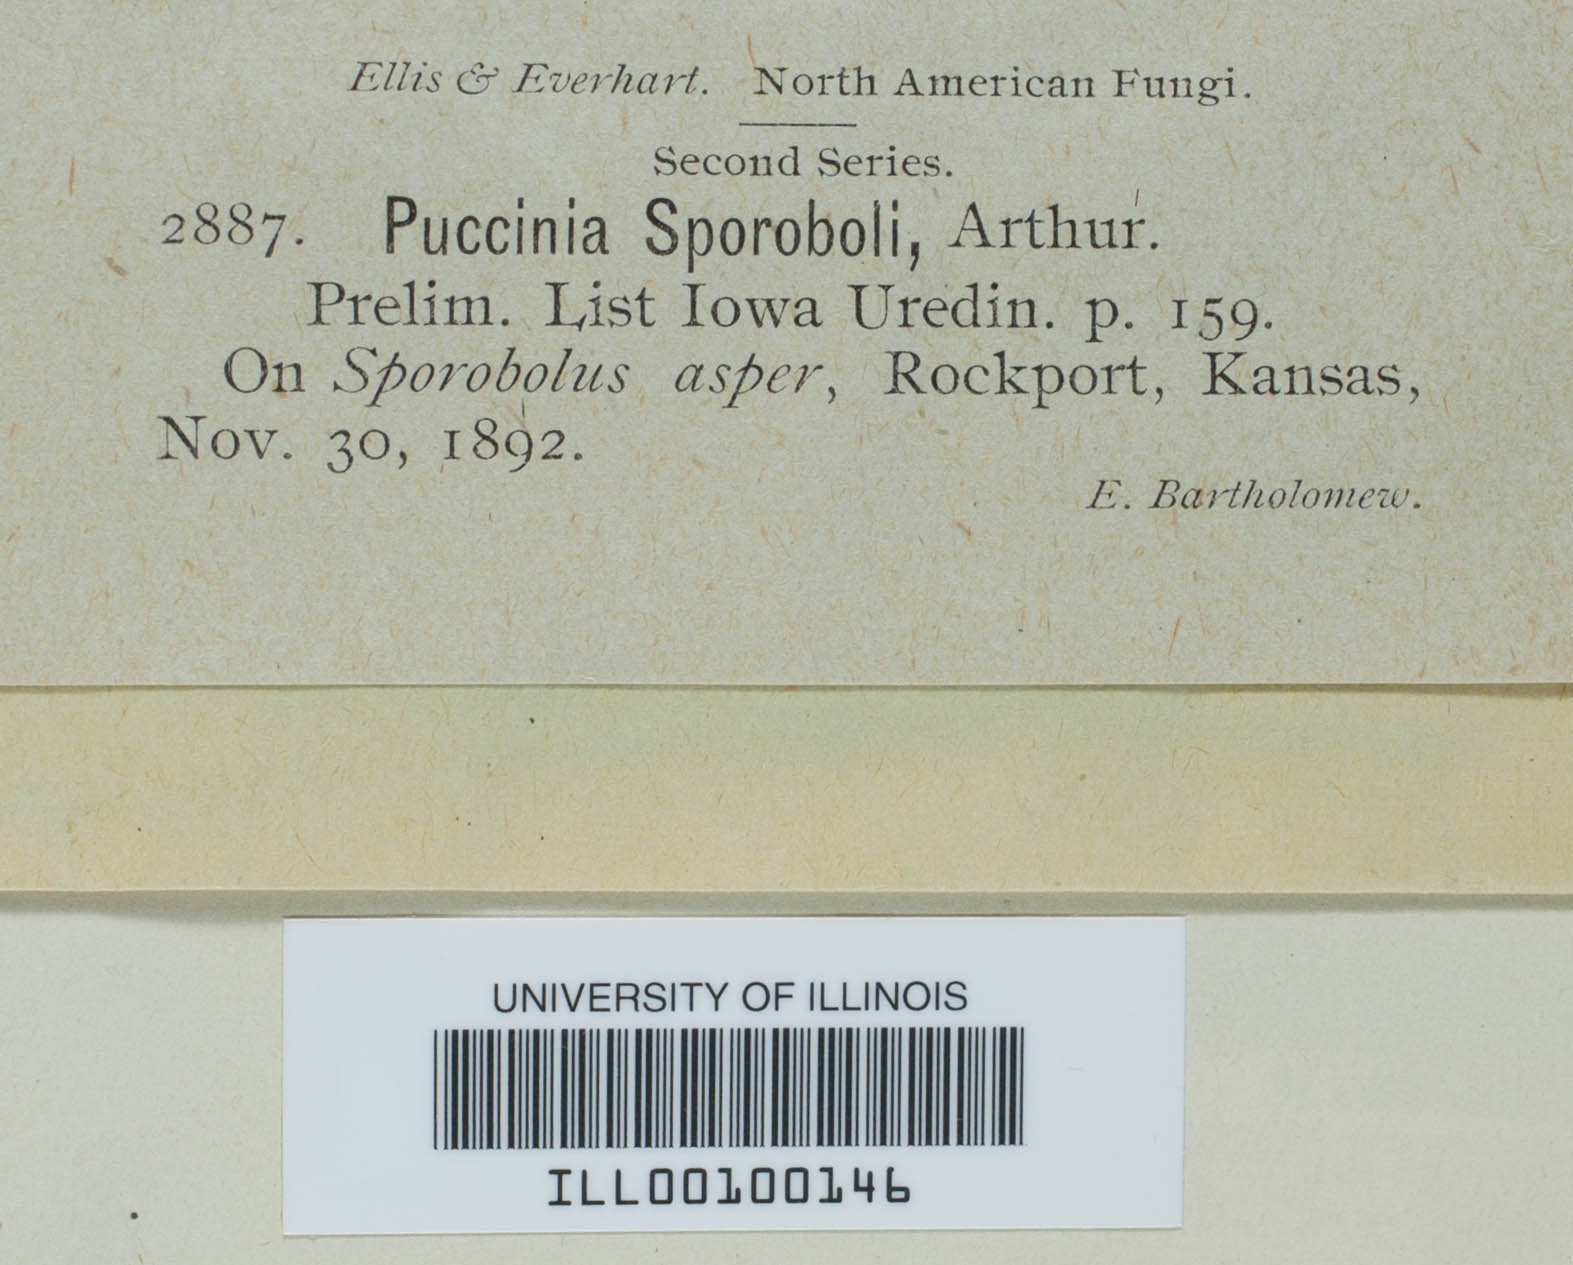 Ellis & Everhart. North American Fungi.
Second Series.
2887. Puccinia Sporoboli, Arthur.
Prelim. List Iowa Uredin. p. 159.
On Sporobolus asper, Rockport, Kansas,
Nov. 30, 1892.
E. Bartholomew.
UNIVERSITY OF ILLINOIS
ILL00100146